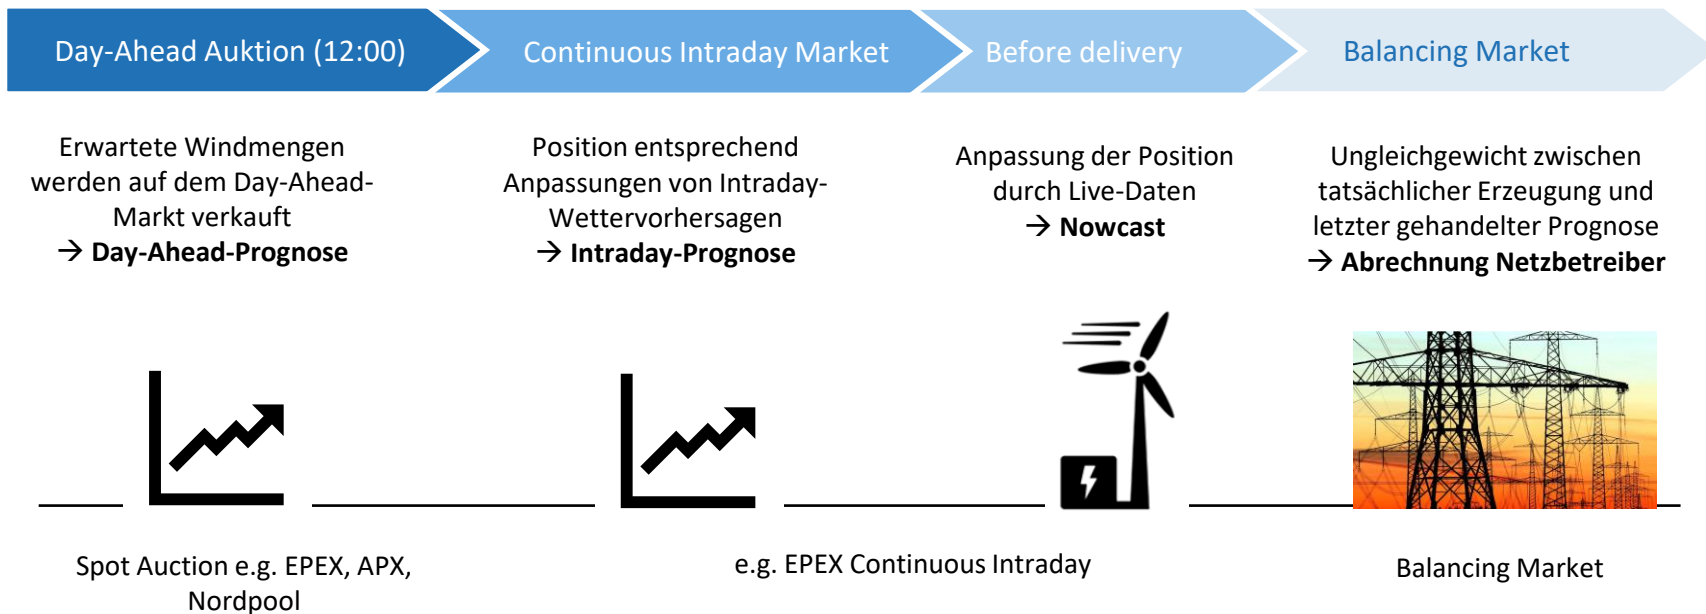 Day-Ahead Auktion (12:00)
Continuous Intraday Market
Before delivery
Balancing Market
Erwartete Windmengen
werden auf dem Day-Ahead-
Markt verkauft
→ Day-Ahead-Prognose
Position entsprechend
Anpassungen von Intraday-
Wettervorhersagen
→ Intraday-Prognose
Anpassung der Position
durch Live-Daten
→ Nowcast
Ungleichgewicht zwischen
tatsächlicher Erzeugung und
letzter gehandelter Prognose
→ Abrechnung Netzbetreiber
Spot Auction e.g. EPEX, APX,
Nordpool
e.g. EPEX Continuous Intraday
Balancing Market